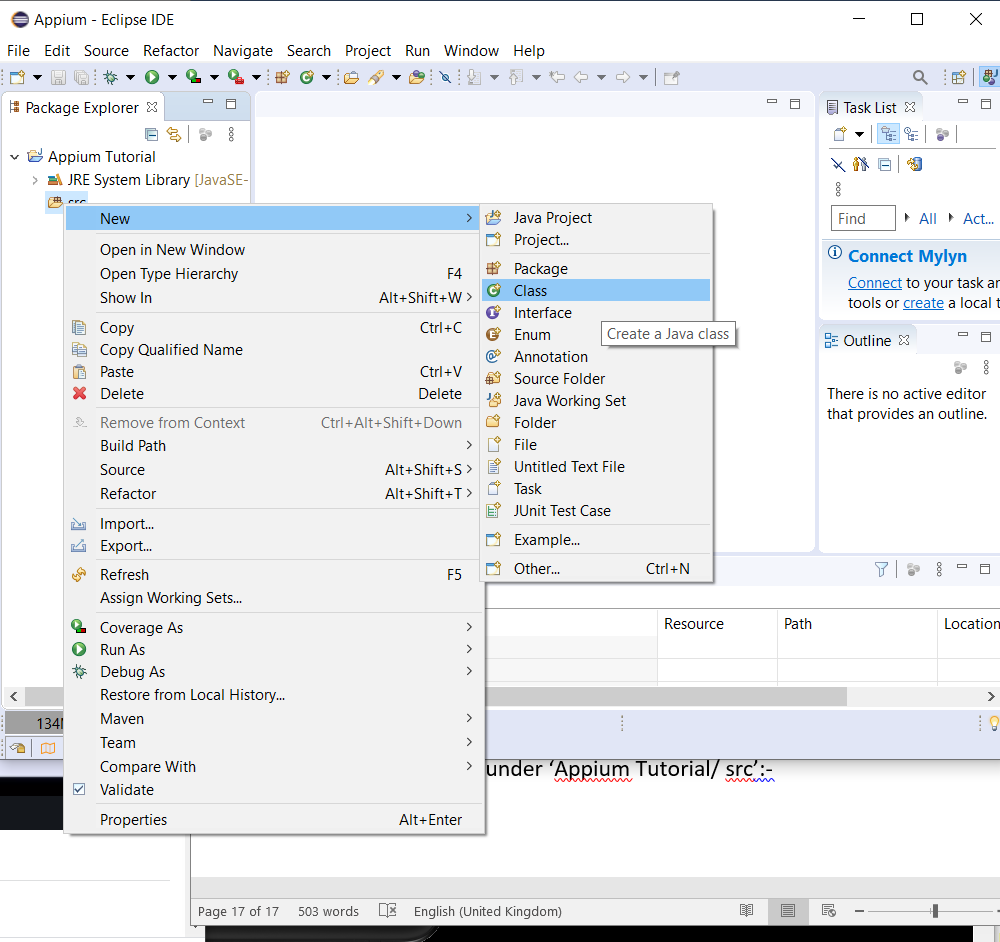 Appium - Eclipse IDE
File Edit Source Refactor Navigate Search Project Run Window Help
Package Explorer
Appium Tutorial
JRE System Library [JavaSE-
src
New
Open in New Window
Open Type Hierarchy F4
Show In Alt+Shift+W
Copy Ctrl+C
Copy Qualified Name
Paste Ctrl+V
Delete Delete
Remove from Context Ctrl+Alt+Shift+Down
Build Path
Source Alt+Shift+S
Refactor Alt+Shift+T
Import...
Export...
Refresh F5
Assign Working Sets...
Coverage As
Run As
Debug As
Restore from Local History...
Maven
Team
Compare With
Validate
Properties Alt+Enter
Java Project
Project...
Package
Class
Interface
Enum
Annotation
Source Folder
Java Working Set
Folder
File
Untitled Text File
Task
JUnit Test Case
Example...
Other... Ctrl+N
Create a Java class
Task List
Find All Act...
Connect Mylyn
Connect to your task an
tools or create a local t
Outline
There is no active editor
that provides an outline.
Resource Path Location
134M
under ‘Appium Tutorial/ src’:-
Page 17 of 17 503 words English (United Kingdom)